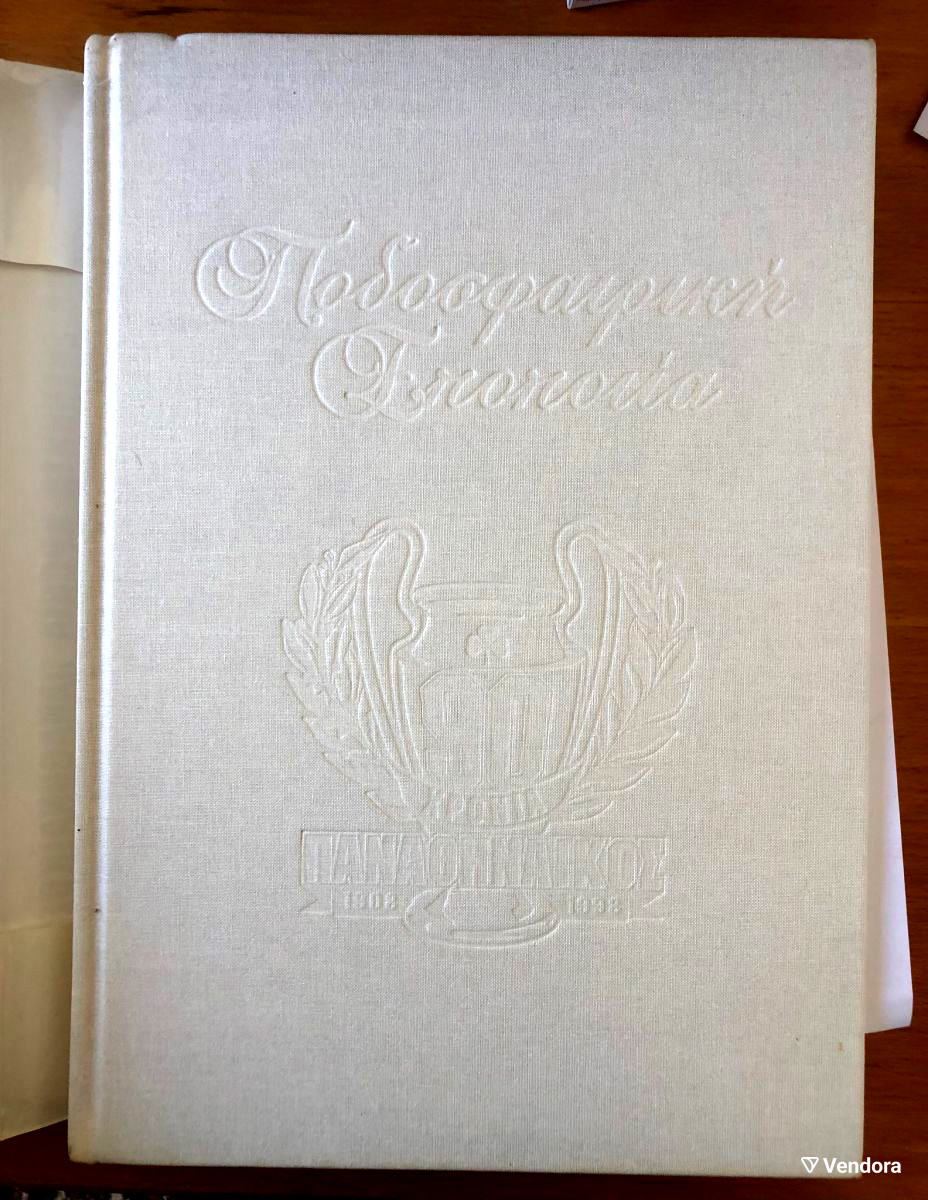 Ποδοσφαιρική
Εποποιία
90
ΧΡΟΝΙΑ
ΠΑΝΑΘΗΝΑΪΚΟΣ
1908 1998
Vendora